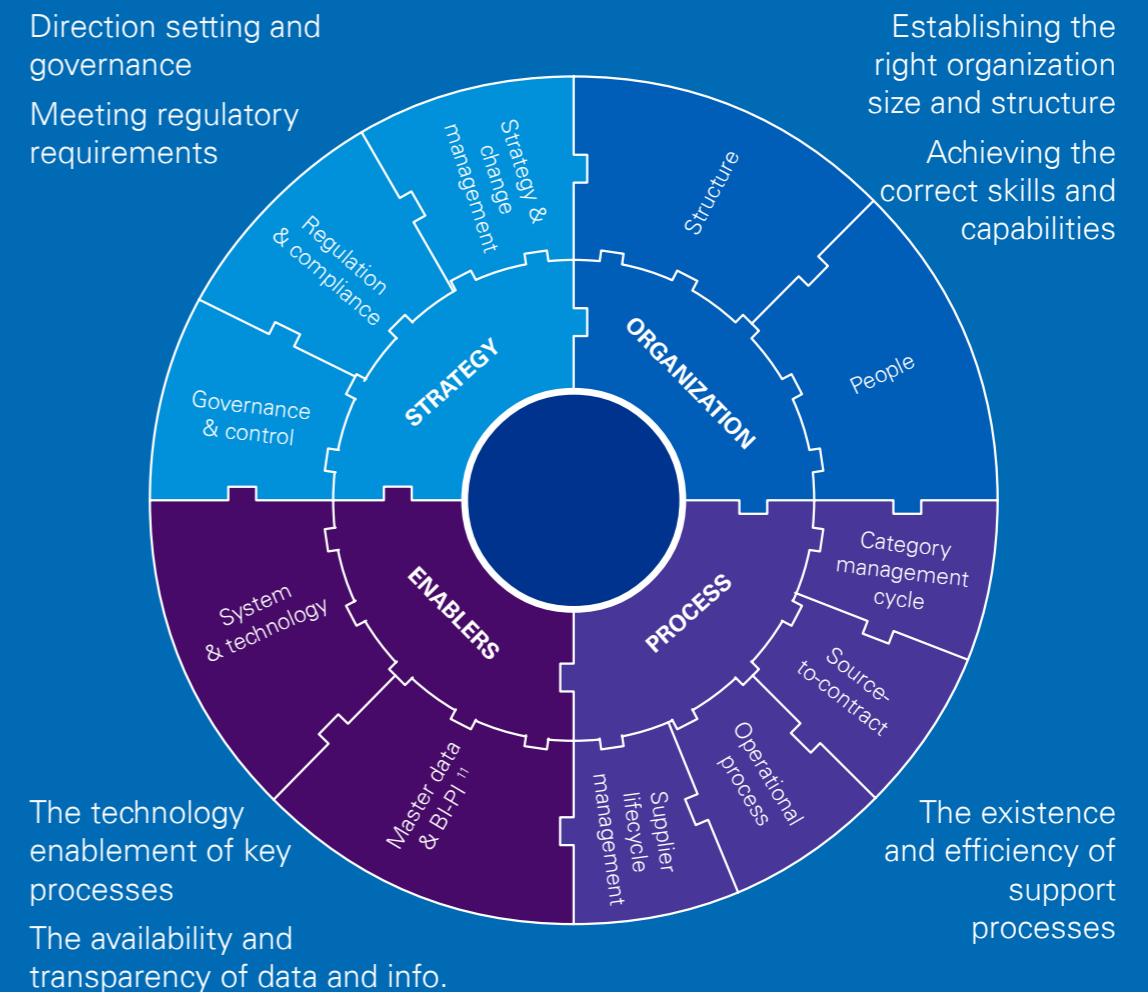 Direction setting and
governance
Meeting regulatory
requirements
Establishing the
right organization
size and structure
Achieving the
correct skills and
capabilities
Strategy &
change
management
Regulation
& compliance
Governance
& control
STRATEGY
Structure
People
ORGANIZATION
System
& technology
Master data
& BI-PI 11
ENABLERS
PROCESS
Category
management
cycle
Source-
to-contract
Operational
process
Supplier
lifecycle
management
The technology
enablement of key
processes
The availability and
transparency of data and info.
The existence
and efficiency of
support
processes